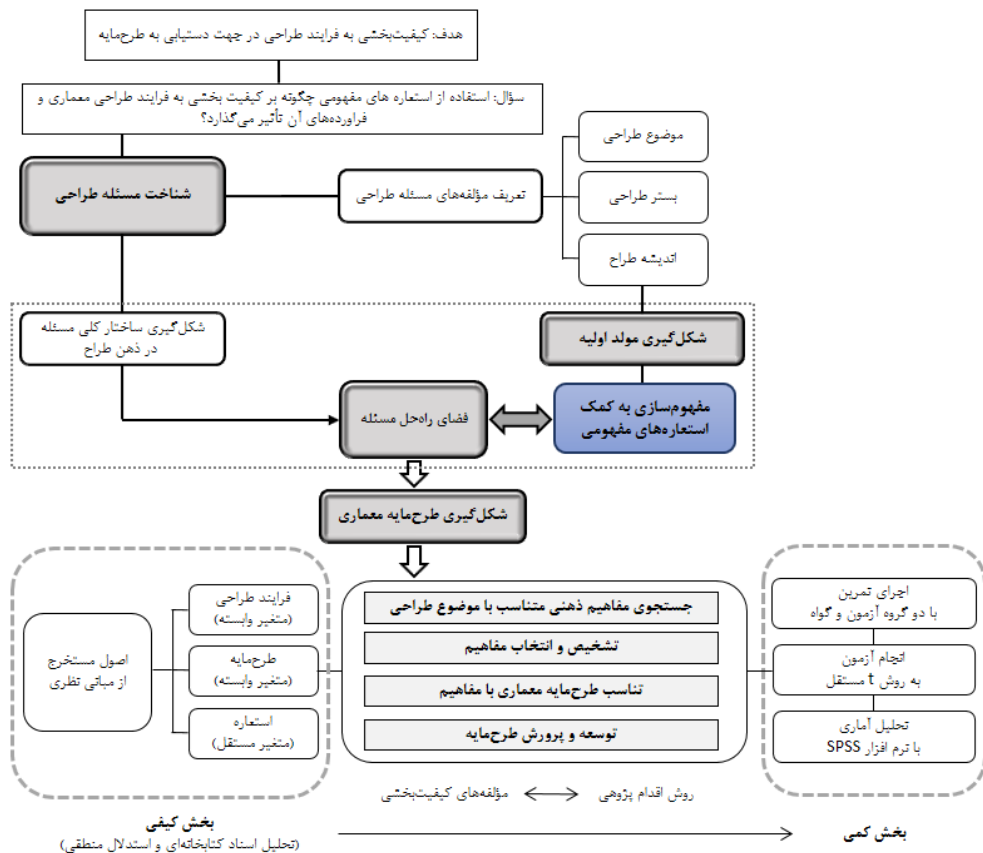 هدف: کیفیت‌بخشی به فرایند طراحی در جهت دستیابی به طرح‌مایه
سؤال: استفاده از استعاره های مفهومی چگونه بر کیفیت بخشی به فرایند طراحی معماری و
فراورده‌های آن تأثیر می‌گذارد؟
شناخت مسئله طراحی
تعریف مؤلفه‌های مسئله طراحی
موضوع طراحی
بستر طراحی
اندیشه طراح
شکل‌گیری ساختار کلی مسئله
در ذهن طراح
شکل‌گیری مولد اولیه
مفهوم‌سازی به کمک
استعاره‌های مفهومی
فضای راه‌حل مسئله
شکل‌گیری طرح‌مایه معماری
جستجوی مفاهیم ذهنی متناسب با موضوع طراحی
تشخیص و انتخاب مفاهیم
تناسب طرح‌مایه معماری با مفاهیم
توسعه و پرورش طرح‌مایه
اجرای تمرین
با دو گروه آزمون و گواه
انجام آزمون
به روش t مستقل
تحلیل آماری
با نرم افزار SPSS
فرایند طراحی
(متغیر وابسته)
طرح‌مایه
(متغیر وابسته)
استعاره
(متغیر مستقل)
اصول مستخرج
از مبانی نظری
روش اقدام پژوهی
مؤلفه‌های کیفیت‌بخشی
بخش کمی
بخش کیفی
(تحلیل اسناد کتابخانه‌ای و استدلال منطقی)